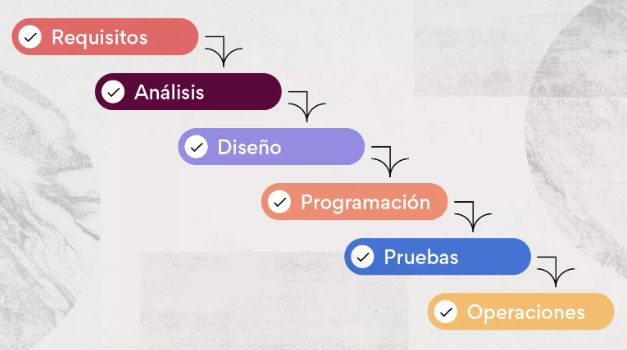 Requisitos
Análisis
Diseño
Programación
Pruebas
Operaciones